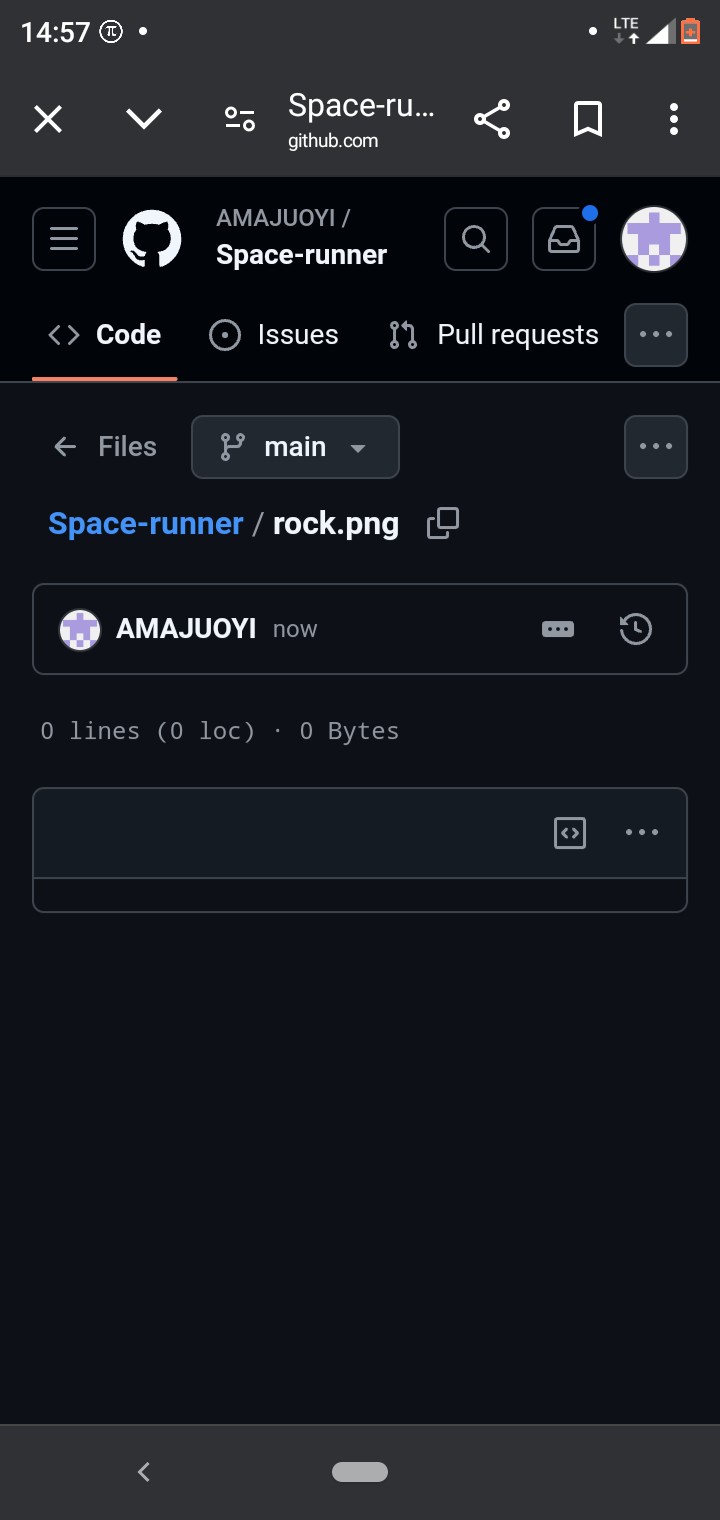 14:57
LTE
Space-ru...
github.com
AMAJUOYI /
Space-runner
Code
Issues
Pull requests
Files
main
Space-runner / rock.png
AMAJUOYI now
0 lines (0 loc) · 0 Bytes